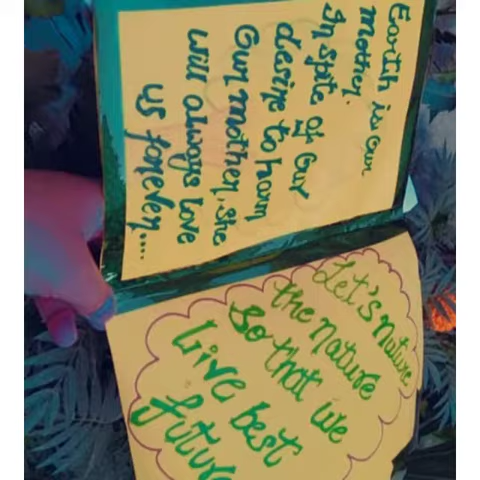 Earth is our
mother.
In spite of our
desire to harm
Our mother, she
will always love
us forever....
Let's nature
the nature
so that we
Live best
future